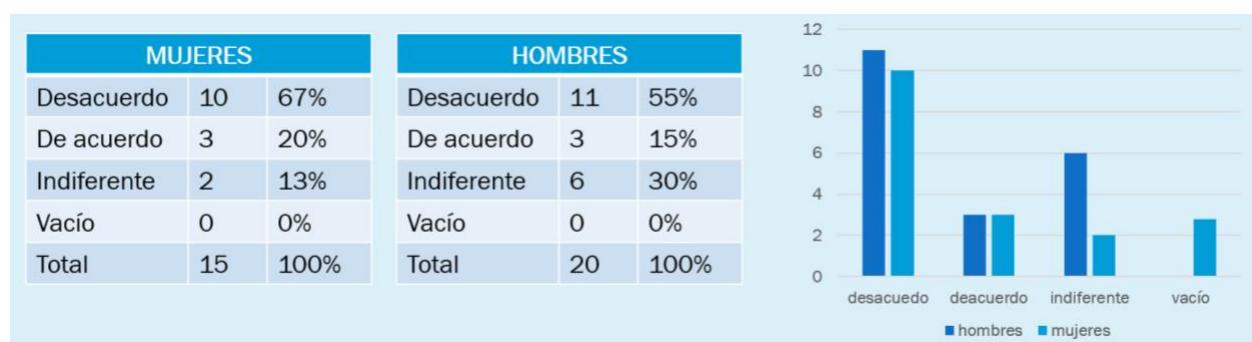 MUJERES
Desacuerdo 10 67%
De acuerdo 3 20%
Indiferente 2 13%
Vacío 0 0%
Total 15 100%
HOMBRES
Desacuerdo 11 55%
De acuerdo 3 15%
Indiferente 6 30%
Vacío 0 0%
Total 20 100%
12
10
8
6
4
2
0
desacuedo deacuerdo indiferente vacío
hombres mujeres